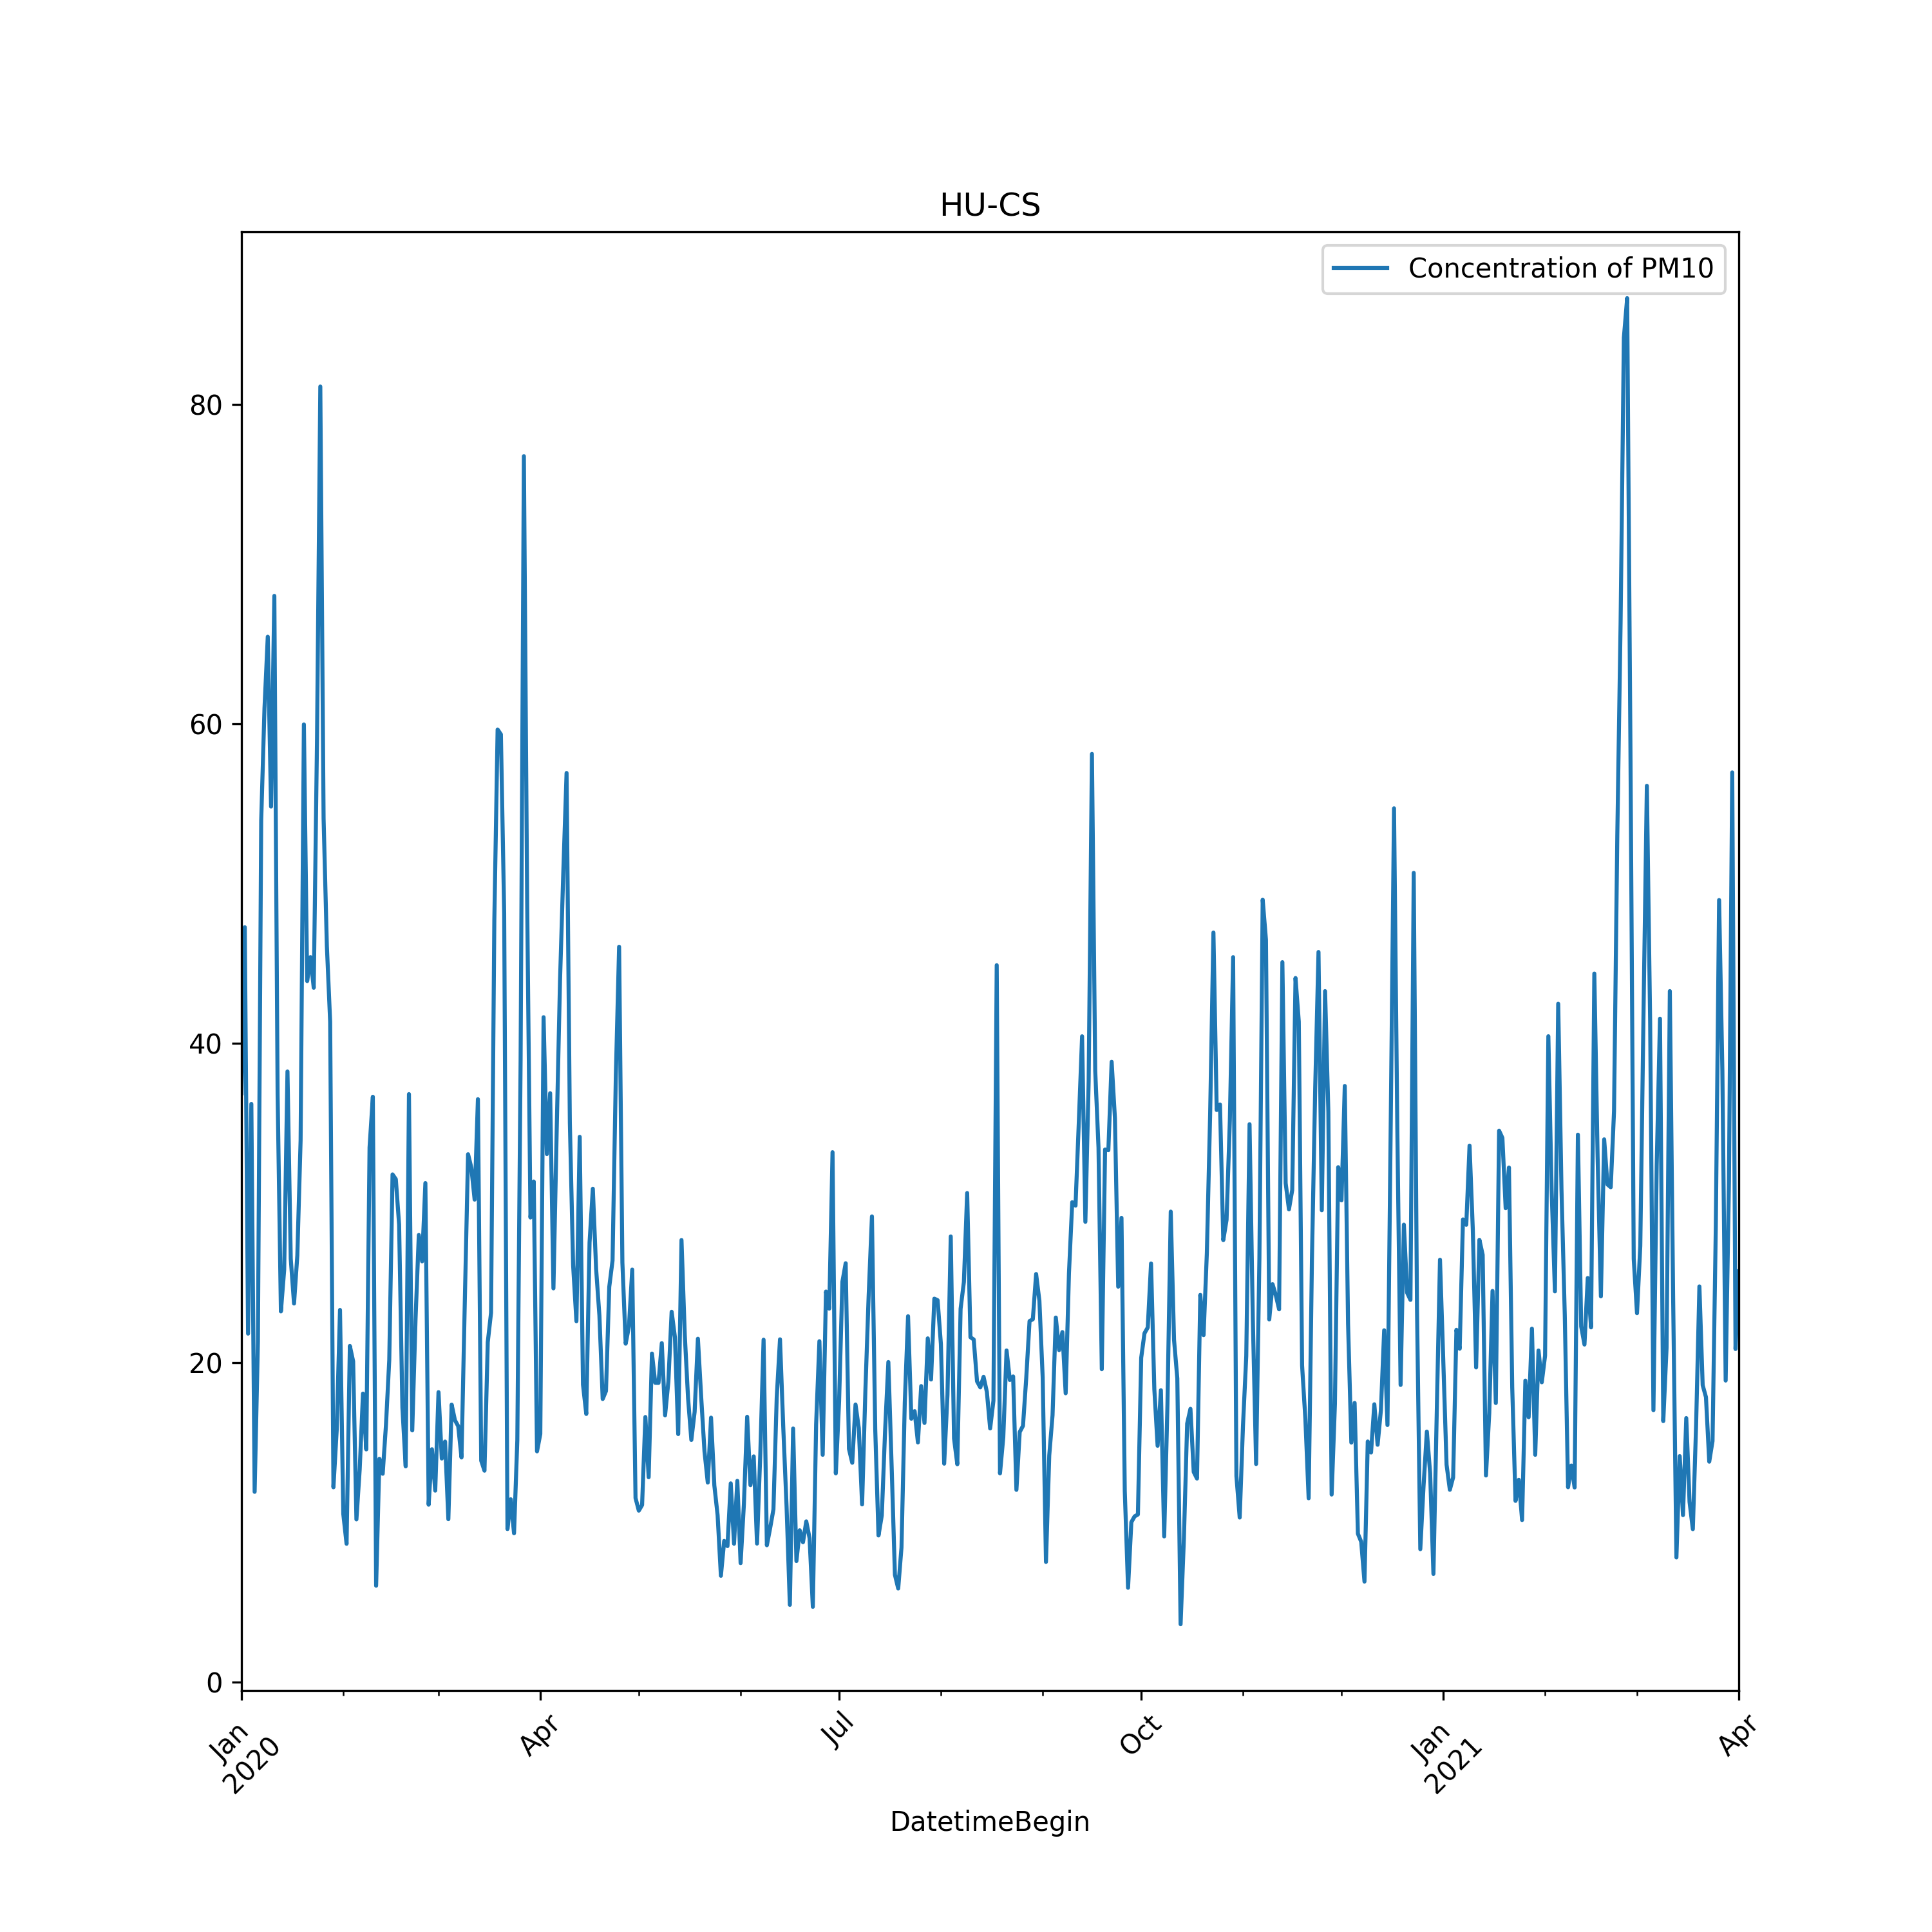 HU-CS
Concentration of PM10
80
60
40
20
0
Jan
2020
Apr
Jul
Oct
Jan
2021
Apr
DatetimeBegin